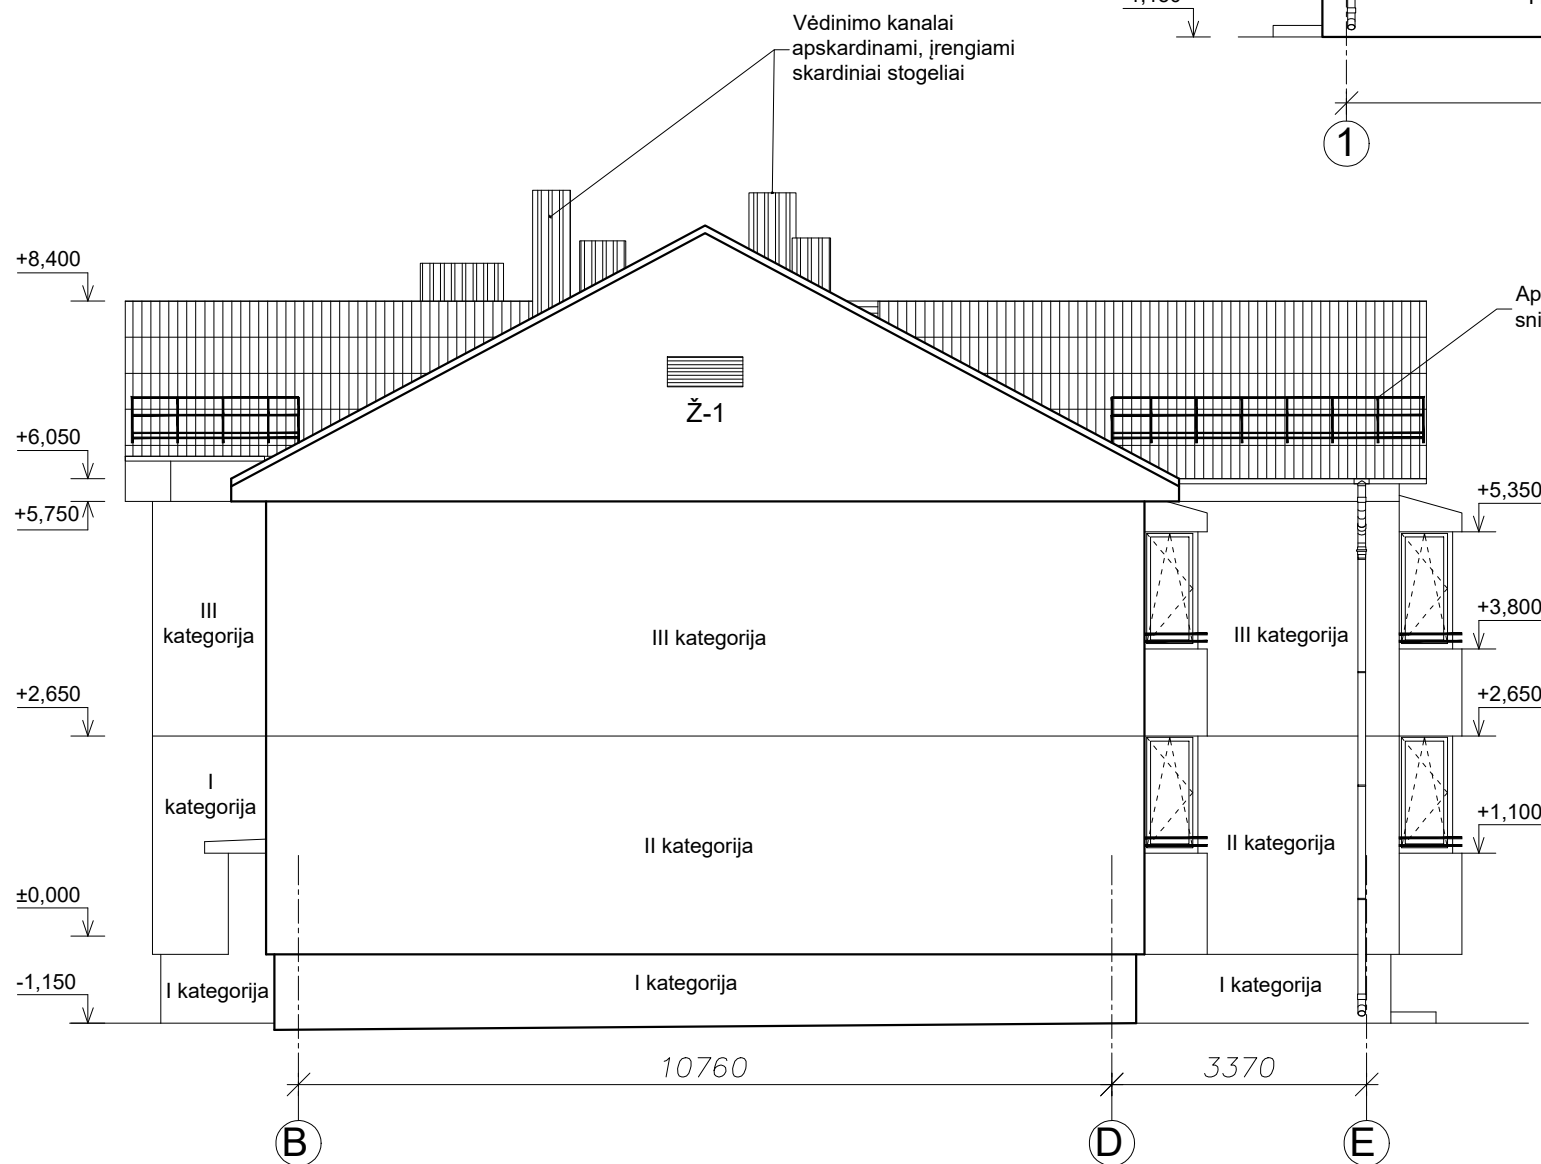 Vėdinimo kanalai
apskardinami, įrengiami
skardiniai stogeliai
1
+8,400
Ž-1
+6,050
+5,750
+5,350
III
kategorija
III kategorija
III kategorija
+3,800
+2,650
+2,650
I
kategorija
II kategorija
II kategorija
+1,100
±0,000
-1,150
I kategorija
I kategorija
I kategorija
10760
3370
B
D
E